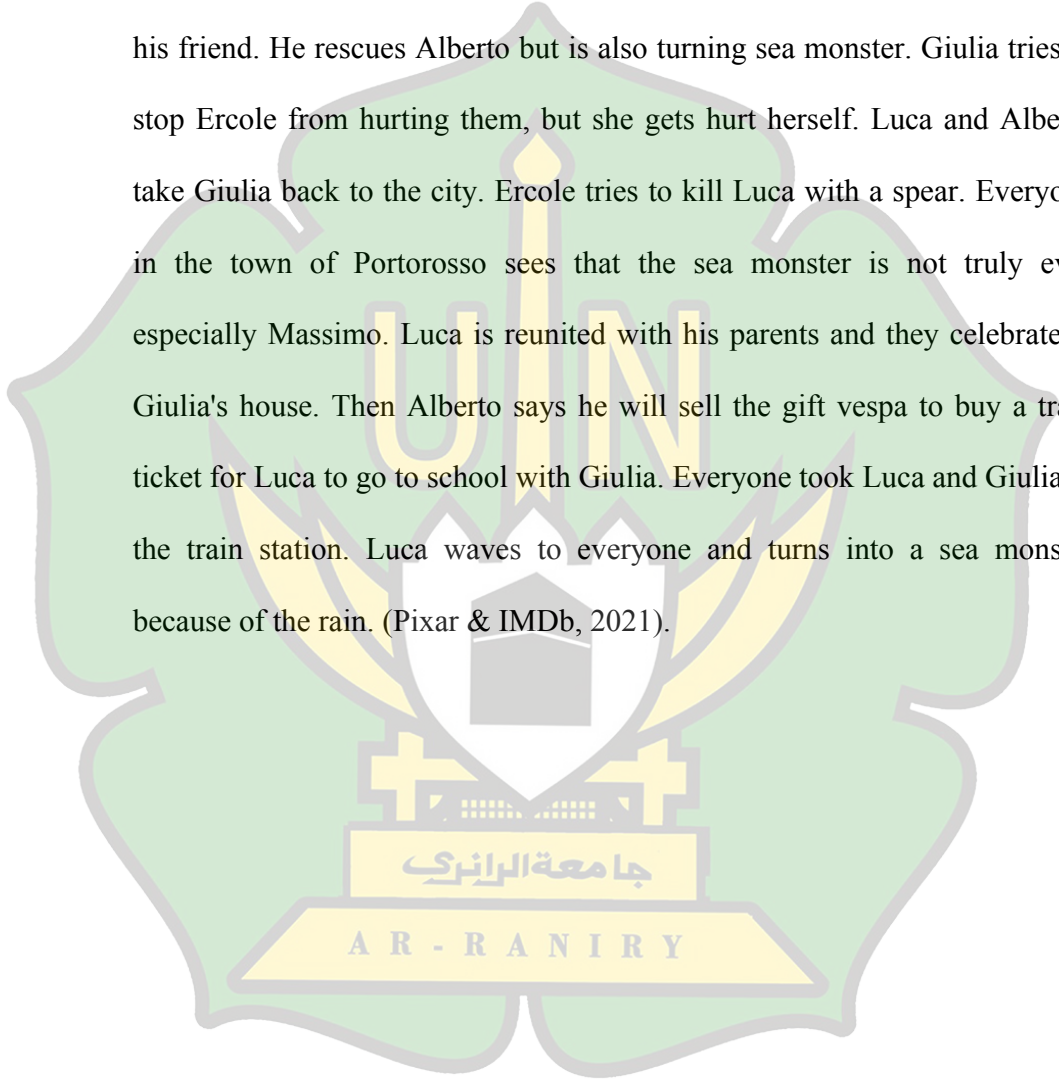 his friend. He rescues Alberto but is also turning sea monster. Giulia tries
stop Ercole from hurting them, but she gets hurt herself. Luca and Albe
take Giulia back to the city. Ercole tries to kill Luca with a spear. Everyo
in the town of Portorosso sees that the sea monster is not truly ev
especially Massimo. Luca is reunited with his parents and they celebrate
Giulia's house. Then Alberto says he will sell the gift vespa to buy a tra
ticket for Luca to go to school with Giulia. Everyone took Luca and Giulia
the train station. Luca waves to everyone and turns into a sea mons
because of the rain. (Pixar & IMDb, 2021).
UIN
جامعةالرانري
AR-RANIRY